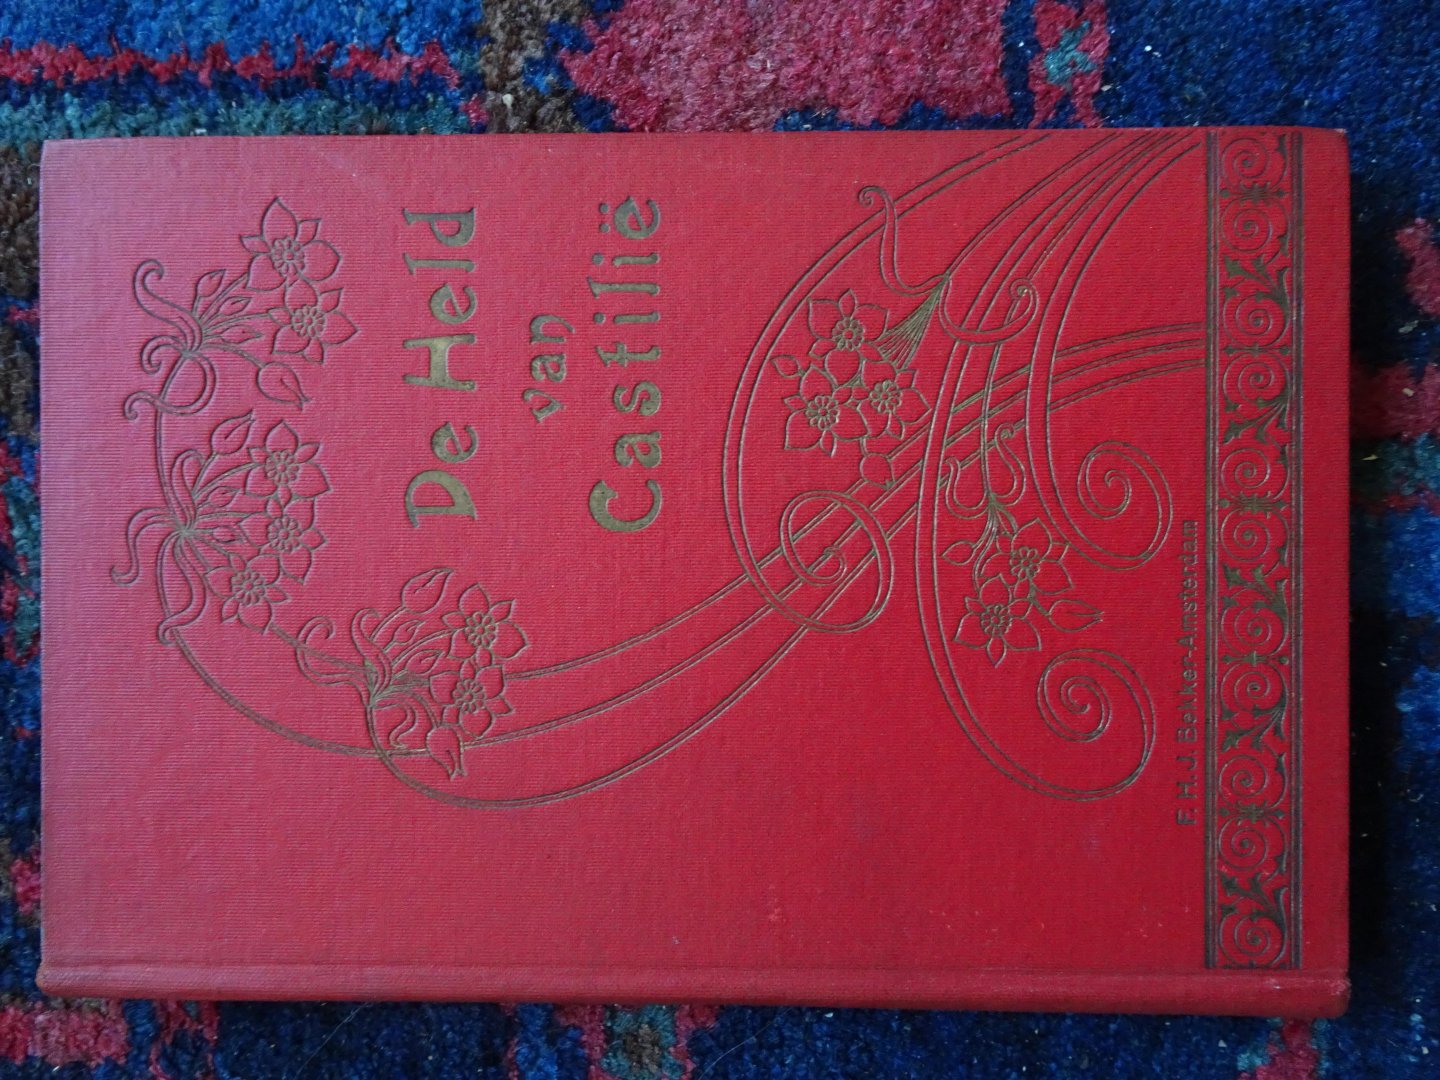 De Held
van
Castilië
F. H. J. Bekker-Amsterdam